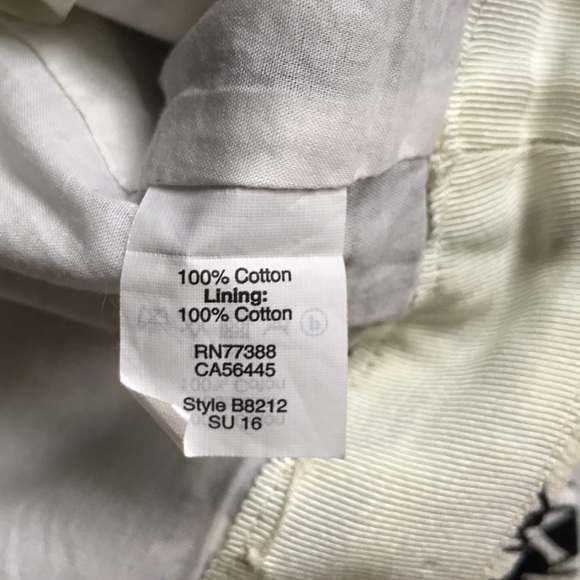 100% Cotton
Lining:
100% Cotton
RN77388
CA56445
Style B8212
SU 16